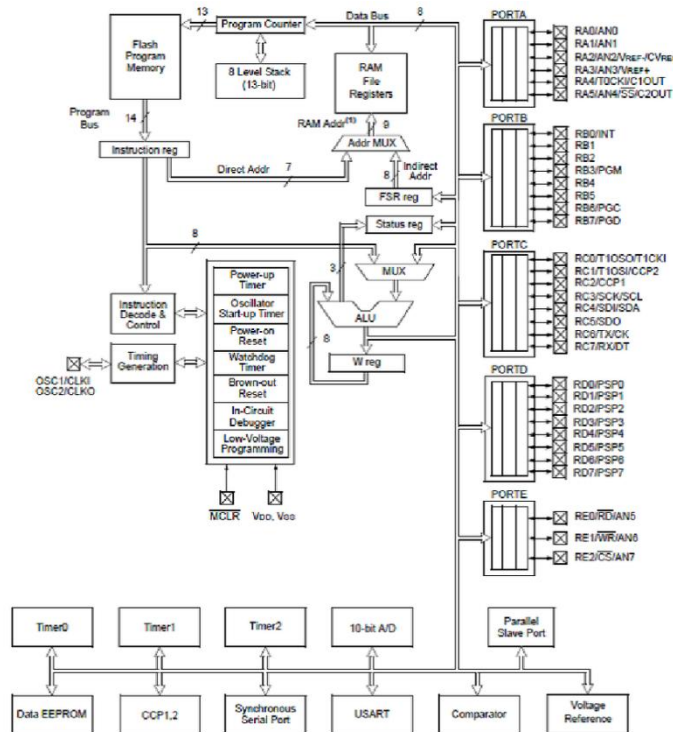 13
Program Counter
Data Bus
8
PORTA
Flash
Program
Memory
8 Level Stack
(13-bit)
RAM
File
Registers
RA0/AN0
RA1/AN1
RA2/AN2/VREF-/CVRE
RA3/AN3/VREF+
RA4/T0CKI/C1OUT
RA5/AN4/SS/C2OUT
Program
Bus
14
RAM Addr(1)
9
PORTB
Instruction reg
Addr MUX
Direct Addr
7
8
Indirect
Addr
FSR reg
Status reg
RB0/INT
RB1
RB2
RB3/PGM
RB4
RB5
RB6/PGC
RB7/PGD
8
3
MUX
PORTC
Power-up
Timer
Oscillator
Start-up Timer
Power-on
Reset
Watchdog
Timer
Brown-out
Reset
In-Circuit
Debugger
Low-Voltage
Programming
Instruction
Decode &
Control
Timing
Generation
OSC1/CLKI
OSC2/CLKO
ALU
8
W reg
RC0/T1OSO/T1CKI
RC1/T1OSI/CCP2
RC2/CCP1
RC3/SCK/SCL
RC4/SDI/SDA
RC5/SDO
RC6/TX/CK
RC7/RX/DT
PORTD
RD0/PSP0
RD1/PSP1
RD2/PSP2
RD3/PSP3
RD4/PSP4
RD5/PSP5
RD6/PSP6
RD7/PSP7
MCLR
VDD, VSS
PORTE
RE0/RD/AN5
RE1/WR/AN6
RE2/CS/AN7
Timer0
Timer1
Timer2
10-bit A/D
Parallel
Slave Port
Data EEPROM
CCP1,2
Synchronous
Serial Port
USART
Comparator
Voltage
Reference